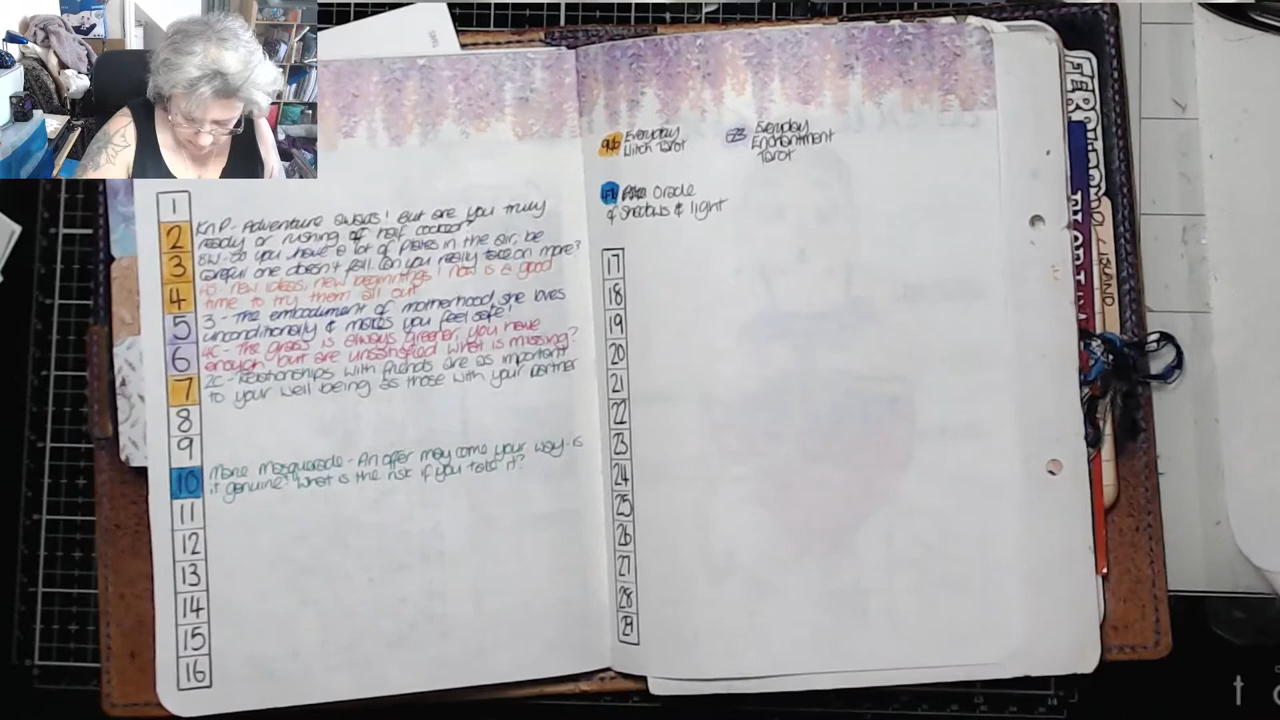 1
2 KnP - Adventure awaits! But are you truly
ready or rushing off half cocked?
3 8W - Do you have a lot of plates in the air, be
careful one doesn't fall. Can you really take on more?
4 AS - new ideas, new beginnings! now is a good
time to try them all out
5 3 - The embodiment of motherhood, she loves
unconditionally & makes you feel safe!
6 4C - The grass is always greener, you have
enough but are unsatisfied what is missing?
7 2C - Relationships with friends are as important
to your well being as those with your partner
8
9
10 Masquerade - An offer may come your way - is
it genuine? What is the risk if you take it?
11
12
13
14
15
16
Everyday
Witch Tarot
Everyday
Enchantment
Tarot
Oracle
of shadows & light
17
18
19
20
21
22
23
24
25
26
27
28
29
ISLAND